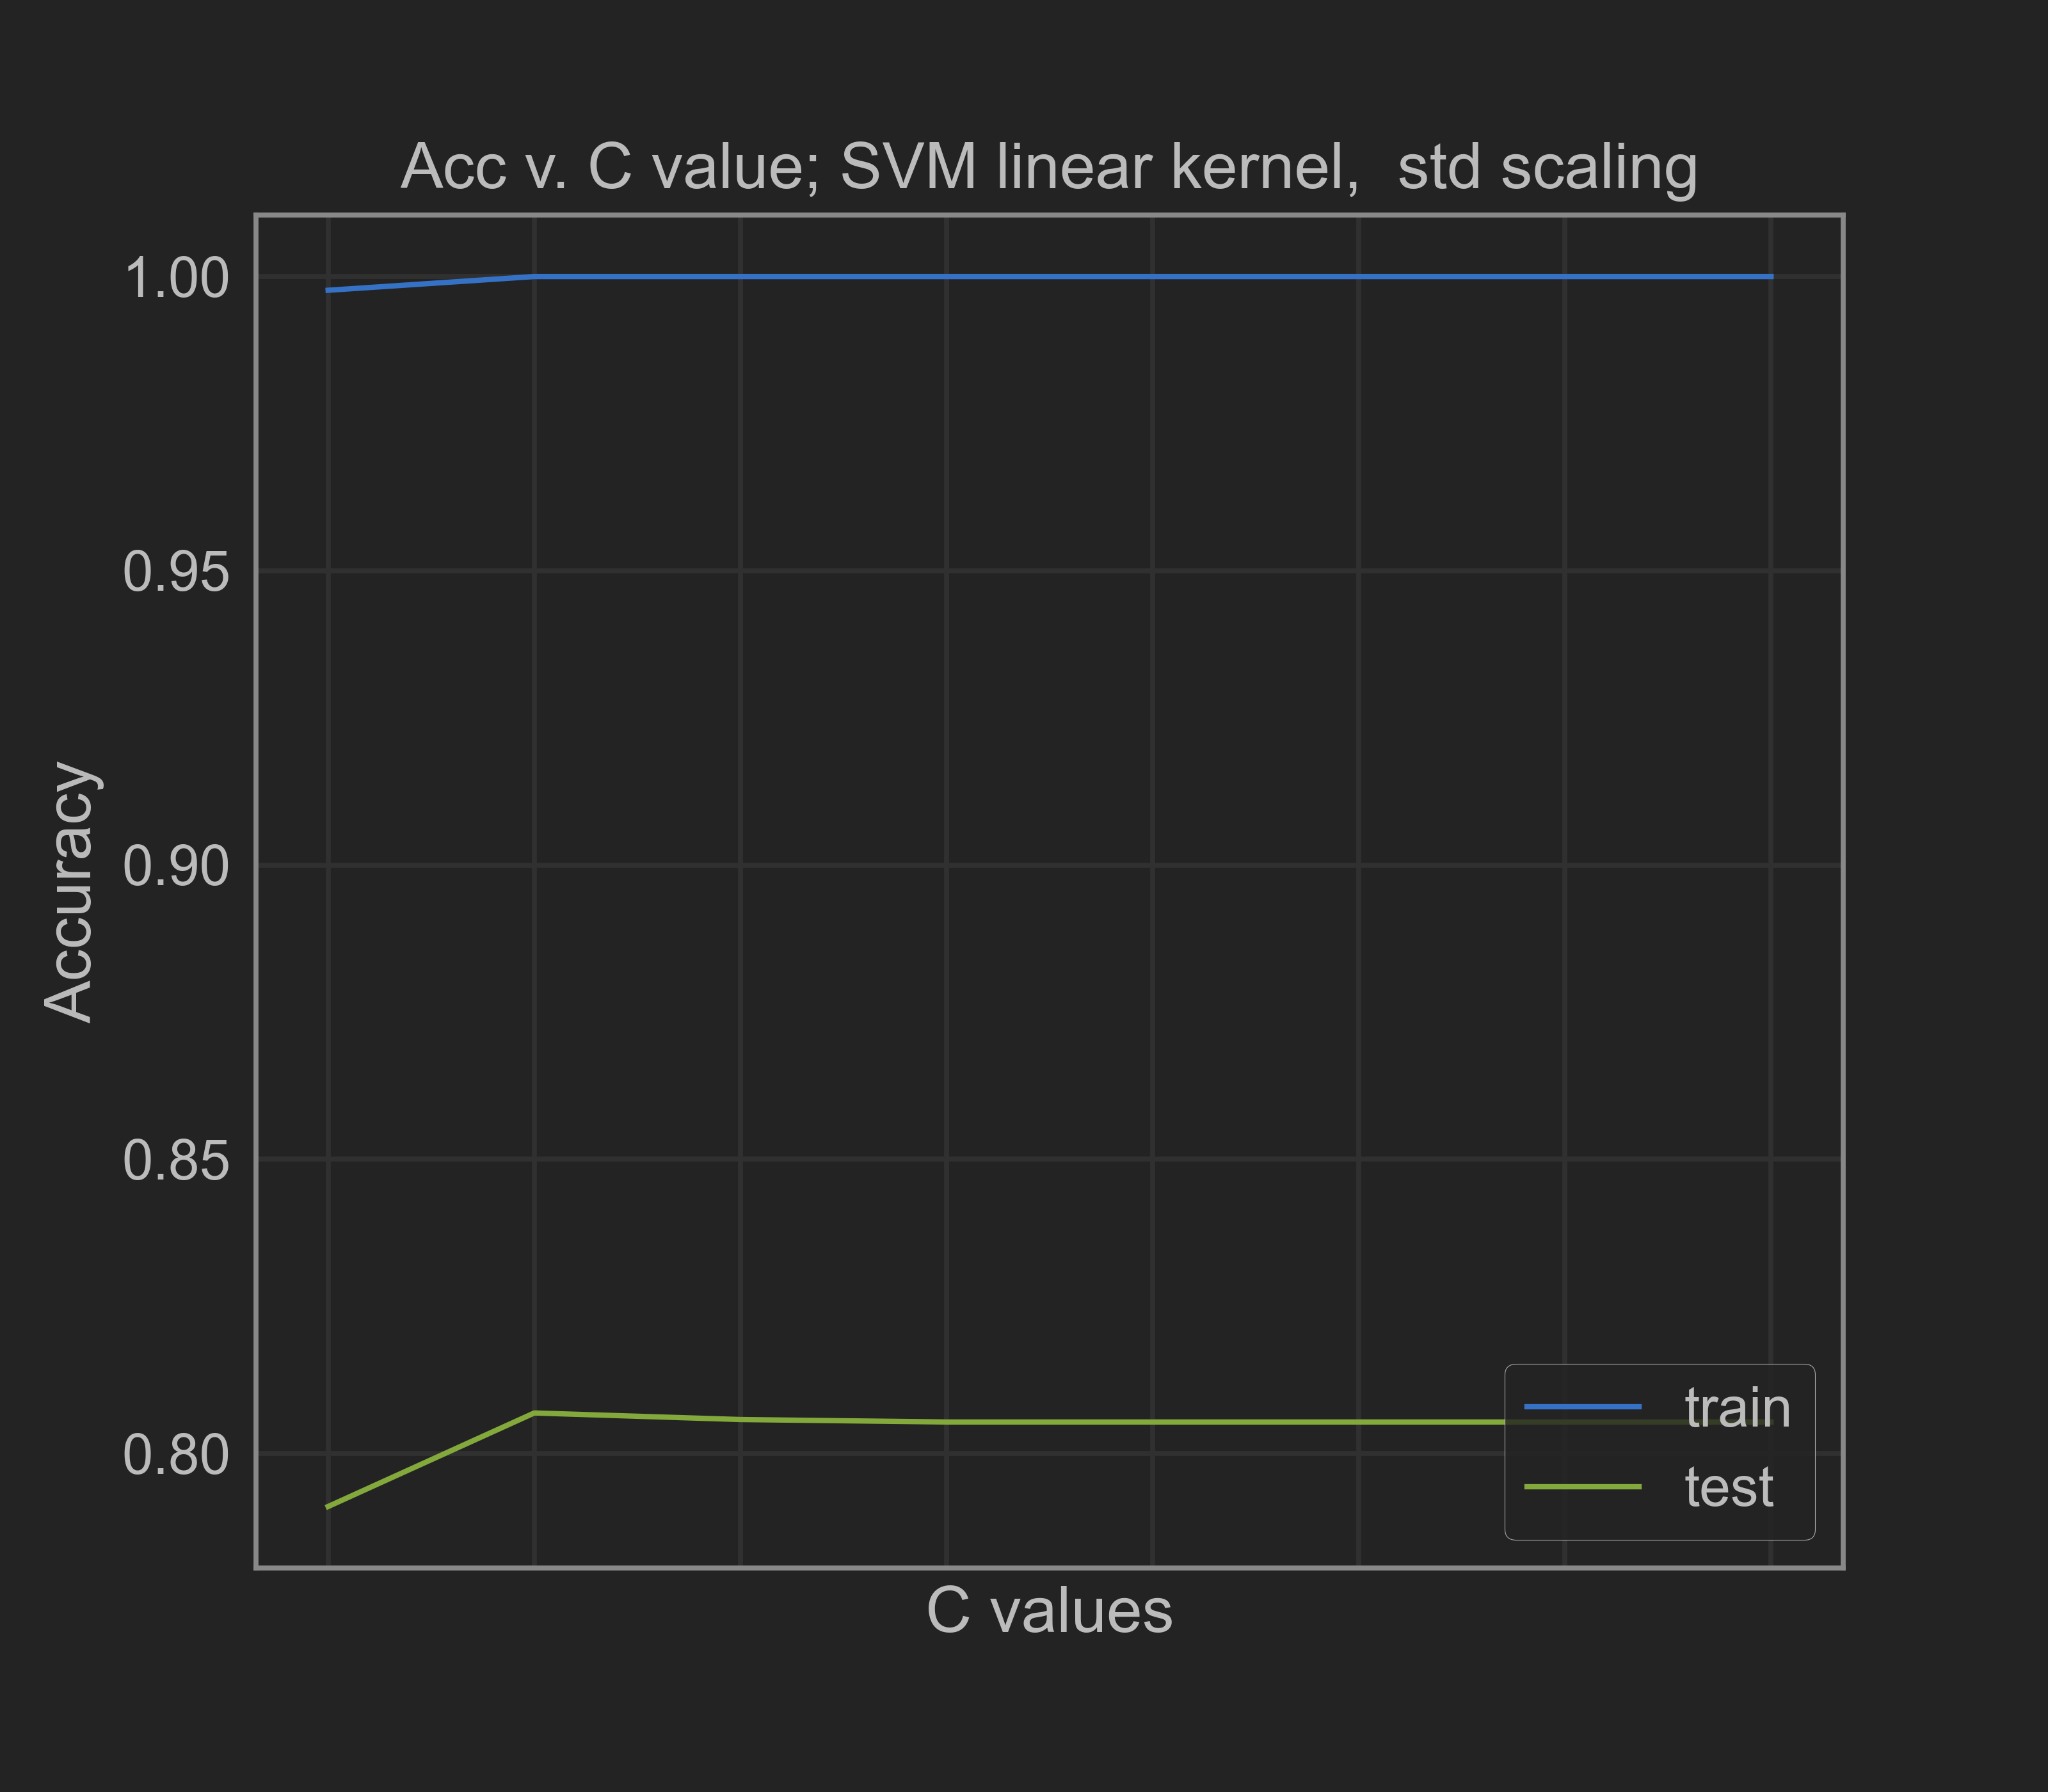 Acc v. C value; SVM linear kernel,  std scaling
1.00
0.95
0.90
0.85
0.80
Accuracy
train
test
C values